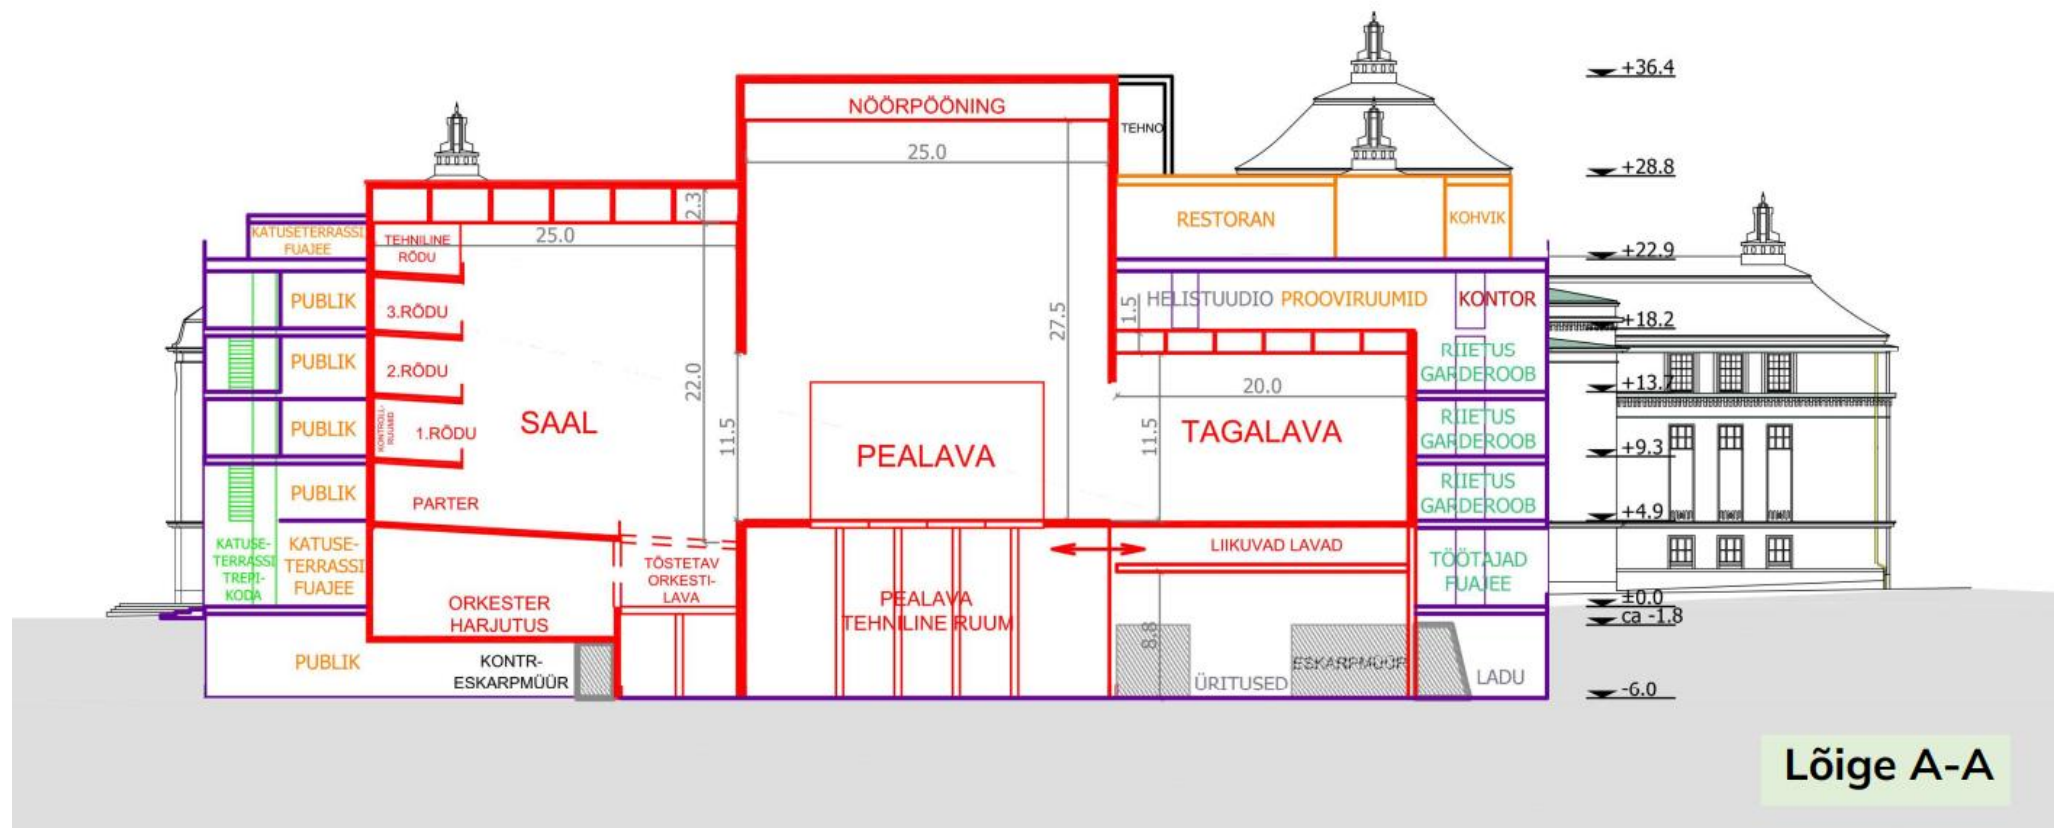 +36.4
NÖÖRPÖÖNING
TEHNO
25.0
+28.8
2.3
RESTORAN
KOHVIK
KATUSETERRASSI
FUAJEE
TEHNILINE
RÕDU
25.0
+22.9
PUBLIK
3.RÕDU
27.5
1.5
HELISTUUDIO
PROOVIRUUMID
KONTOR
+18.2
PUBLIK
2.RÕDU
22.0
RIIETUS
GARDEROOB
20.0
+13.7
PUBLIK
KONTROLL-
RUUMID
1.RÕDU
SAAL
11.5
PEALAVA
11.5
TAGALAVA
RIIETUS
GARDEROOB
+9.3
PUBLIK
PARTER
RIIETUS
GARDEROOB
+4.9
KATUSE-
TERRASSI
TREPI-
KODA
KATUSE-
TERRASSI
FUAJEE
TÕSTETAV
ORKESTI-
LAVA
LIIKUVAD LAVAD
TÖÖTAJAD
FUAJEE
ORKESTER
HARJUTUS
PEALAVA
TEHNILINE RUUM
±0.0
ca -1.8
8.8
PUBLIK
KONTR-
ESKARPMÜÜR
ÜRITUSED
ESKARPMÜÜR
LADU
-6.0
Lõige A-A